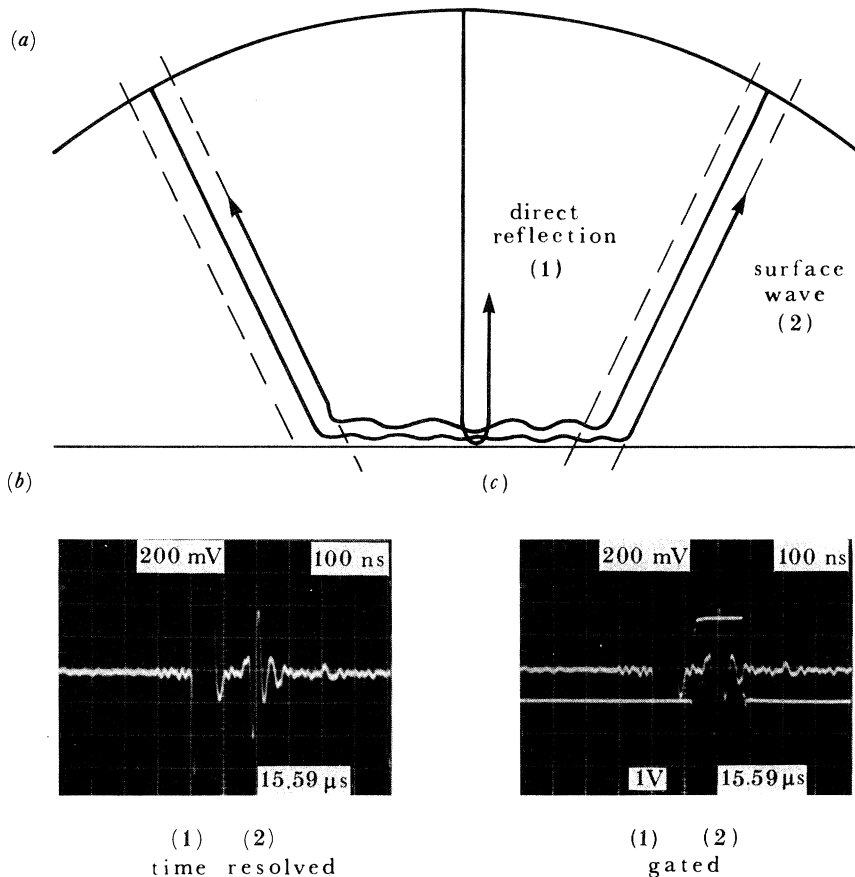 (a)
direct
reflection
(1)
surface
wave
(2)
(b)
(c)
200 mV
100 ns
15.59 µs
200 mV
100 ns
1V
15.59 µs
(1) (2)
time resolved
(1) (2)
gated